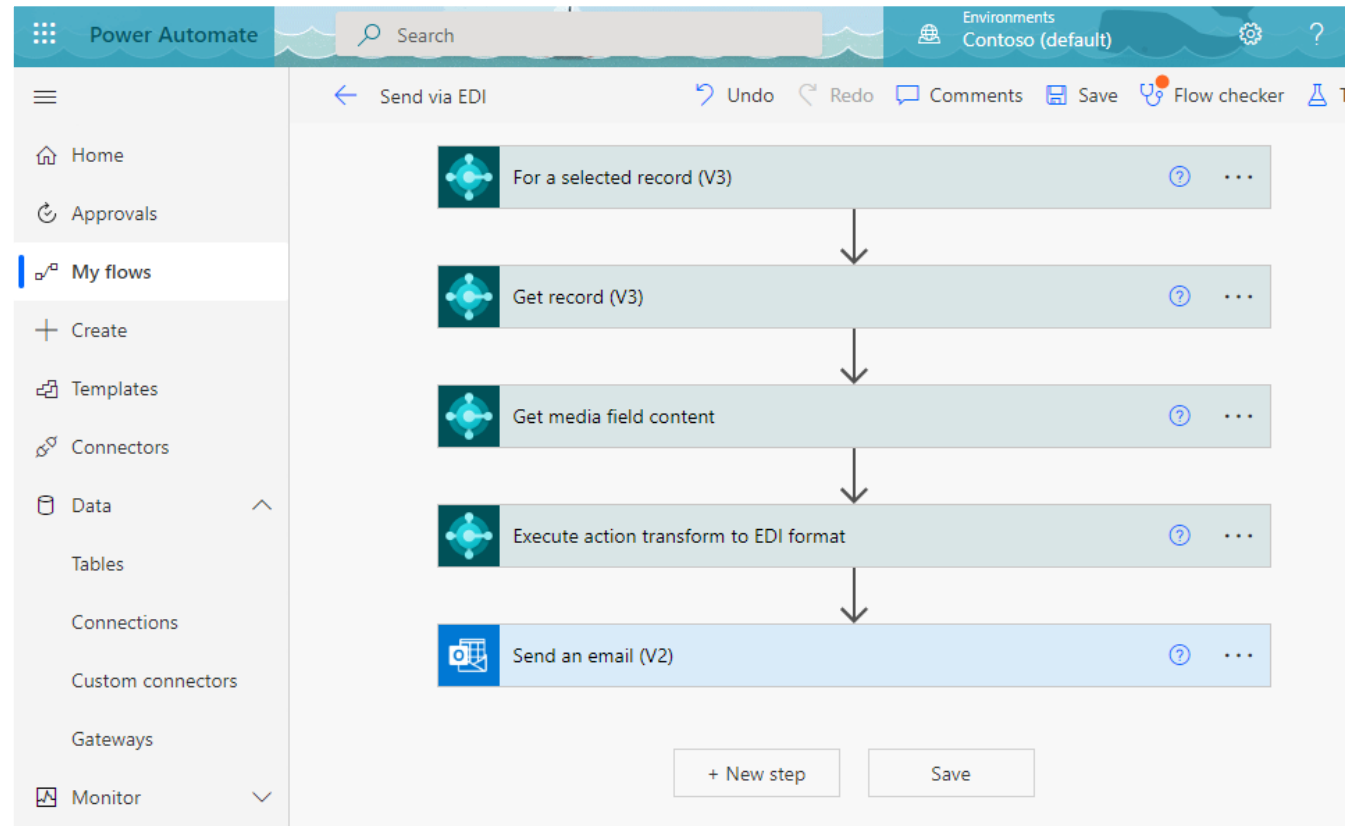 Power Automate
Search
Environments
Contoso (default)
?
Send via EDI
Undo
Redo
Comments
Save
Flow checker
Home
Approvals
My flows
Create
Templates
Connectors
Data
Tables
Connections
Custom connectors
Gateways
Monitor
For a selected record (V3)
?
...
Get record (V3)
?
...
Get media field content
?
...
Execute action transform to EDI format
?
...
Send an email (V2)
?
...
+ New step
Save